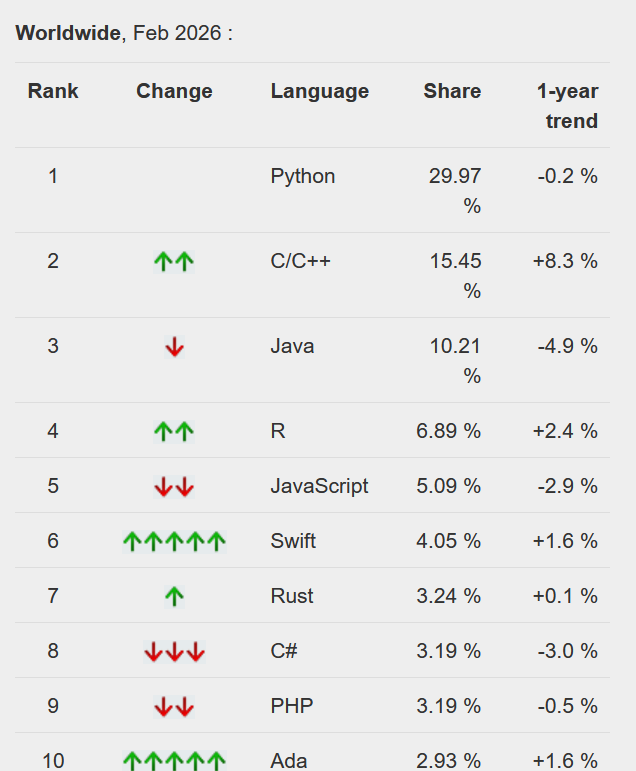 Worldwide, Feb 2026 :
Rank Change Language Share 1-year trend
1 Python 29.97 % -0.2 %
2 ↑↑ C/C++ 15.45 % +8.3 %
3 ↓ Java 10.21 % -4.9 %
4 ↑↑ R 6.89 % +2.4 %
5 ↓↓ JavaScript 5.09 % -2.9 %
6 ↑↑↑↑↑ Swift 4.05 % +1.6 %
7 ↑ Rust 3.24 % +0.1 %
8 ↓↓↓ C# 3.19 % -3.0 %
9 ↓↓ PHP 3.19 % -0.5 %
10 ↑↑↑↑↑ Ada 2.93 % +1.6 %